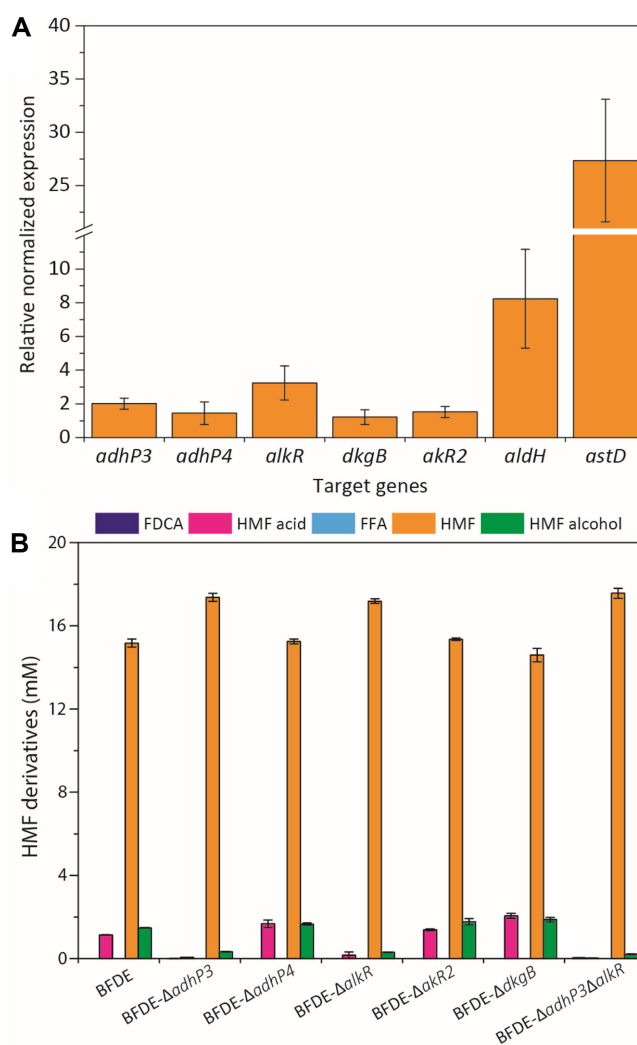 A
40
35
30
25
10
8
6
4
2
0
Relative normalized expression
adhP3 adhP4 alkR dkgB akR2 aldH astD
Target genes
FDCA HMF acid FFA HMF HMF alcohol
B
20
16
12
8
4
0
HMF derivatives (mM)
BFDE
BFDE-ΔadhP3
BFDE-ΔadhP4
BFDE-ΔalkR
BFDE-ΔakR2
BFDE-ΔdkgB
BFDE-ΔadhP3ΔalkR